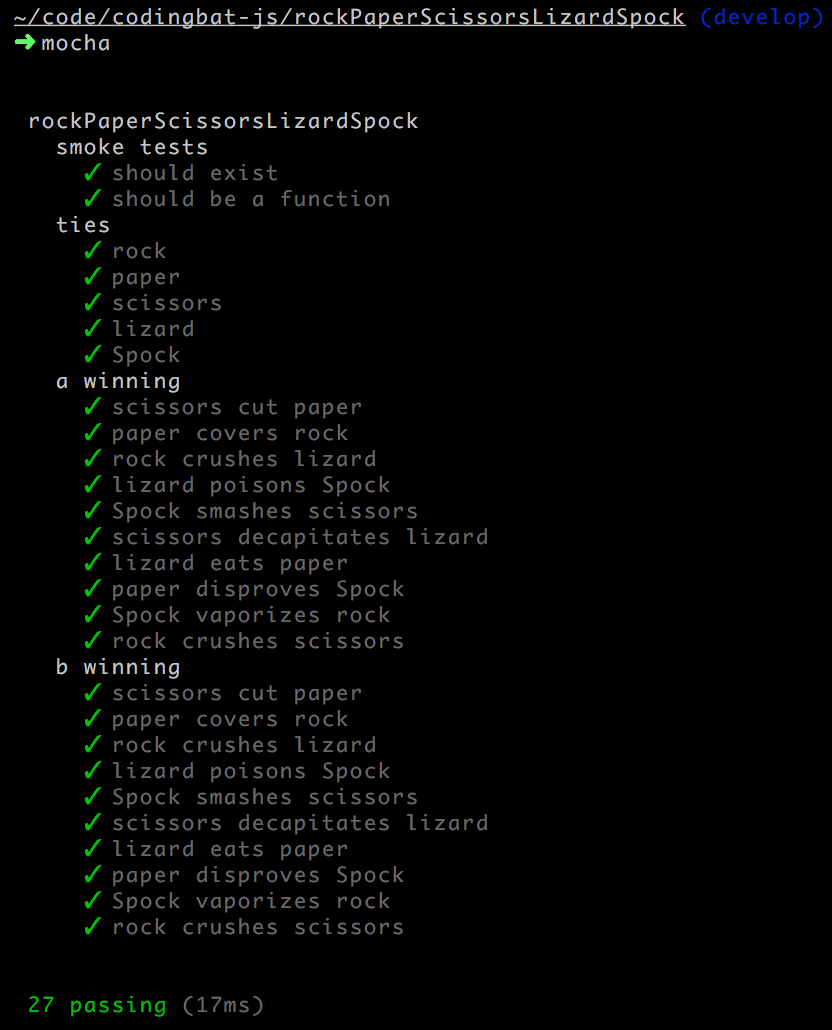 ~/code/codingbat-js/rockPaperScissorsLizardSpock (develop)
➜ mocha
rockPaperScissorsLizardSpock
smoke tests
✓ should exist
✓ should be a function
ties
✓ rock
✓ paper
✓ scissors
✓ lizard
✓ Spock
a winning
✓ scissors cut paper
✓ paper covers rock
✓ rock crushes lizard
✓ lizard poisons Spock
✓ Spock smashes scissors
✓ scissors decapitates lizard
✓ lizard eats paper
✓ paper disproves Spock
✓ Spock vaporizes rock
✓ rock crushes scissors
b winning
✓ scissors cut paper
✓ paper covers rock
✓ rock crushes lizard
✓ lizard poisons Spock
✓ Spock smashes scissors
✓ scissors decapitates lizard
✓ lizard eats paper
✓ paper disproves Spock
✓ Spock vaporizes rock
✓ rock crushes scissors
27 passing (17ms)